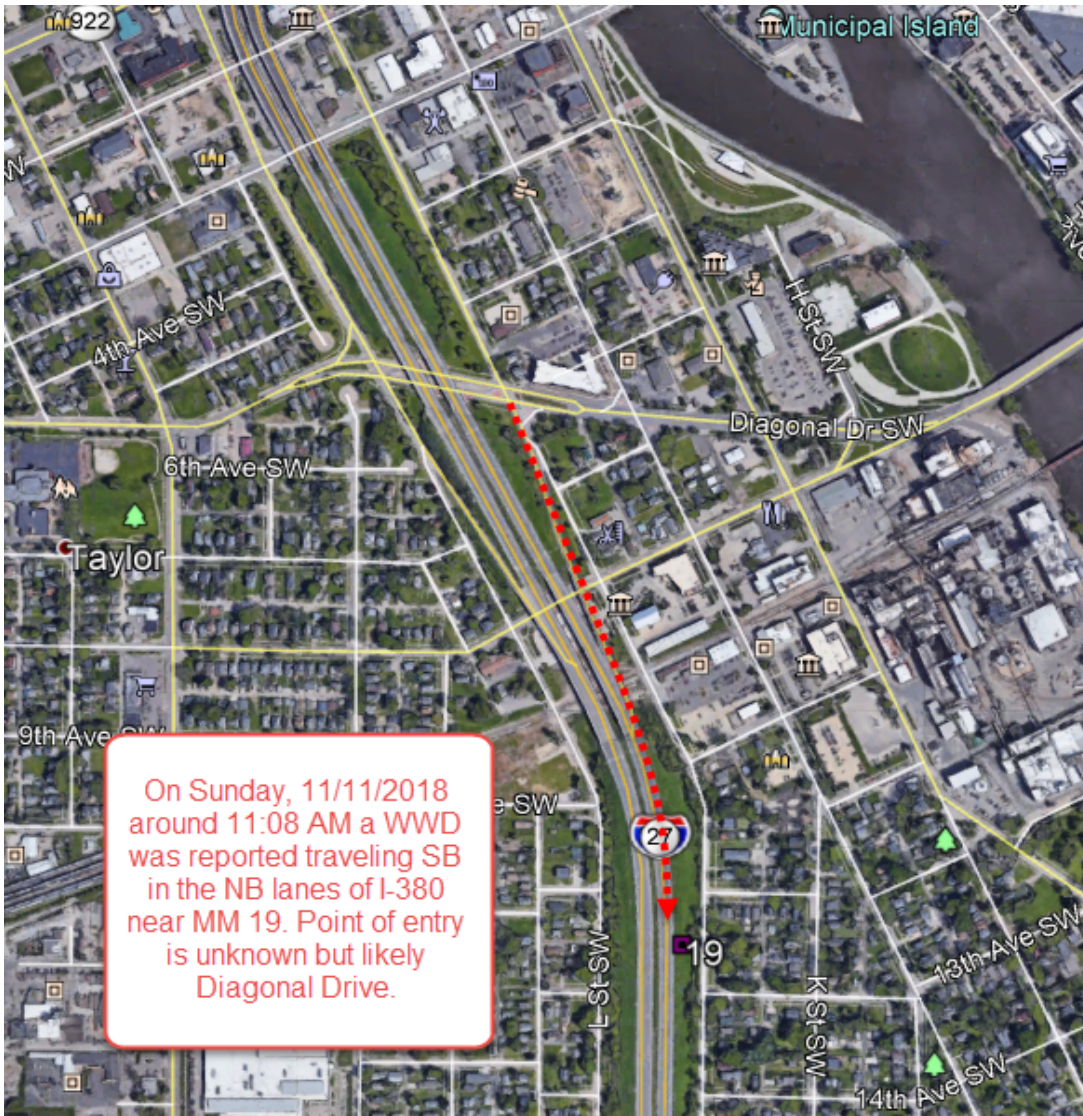 922
Municipal Island
4th Ave SW
H St SW
Diagonal Dr SW
6th Ave SW
Taylor
9th Ave SW
e SW
27
On Sunday, 11/11/2018
around 11:08 AM a WWD
was reported traveling SB
in the NB lanes of I-380
near MM 19. Point of entry
is unknown but likely
Diagonal Drive.
19
L St SW
K St SW
13th Ave SW
14th Ave SW